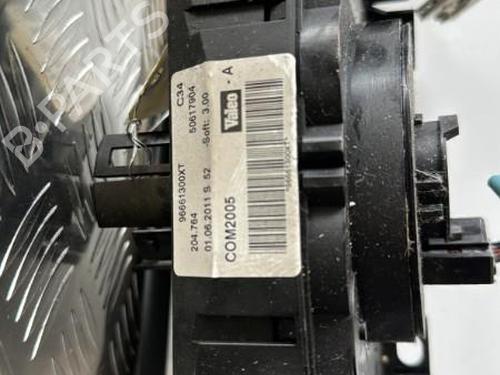 96661300XT C34
204.764 50617904
01.06.2011 S 52 -Soft: 3.00
COM2005 Valeo - A
B-PARTS